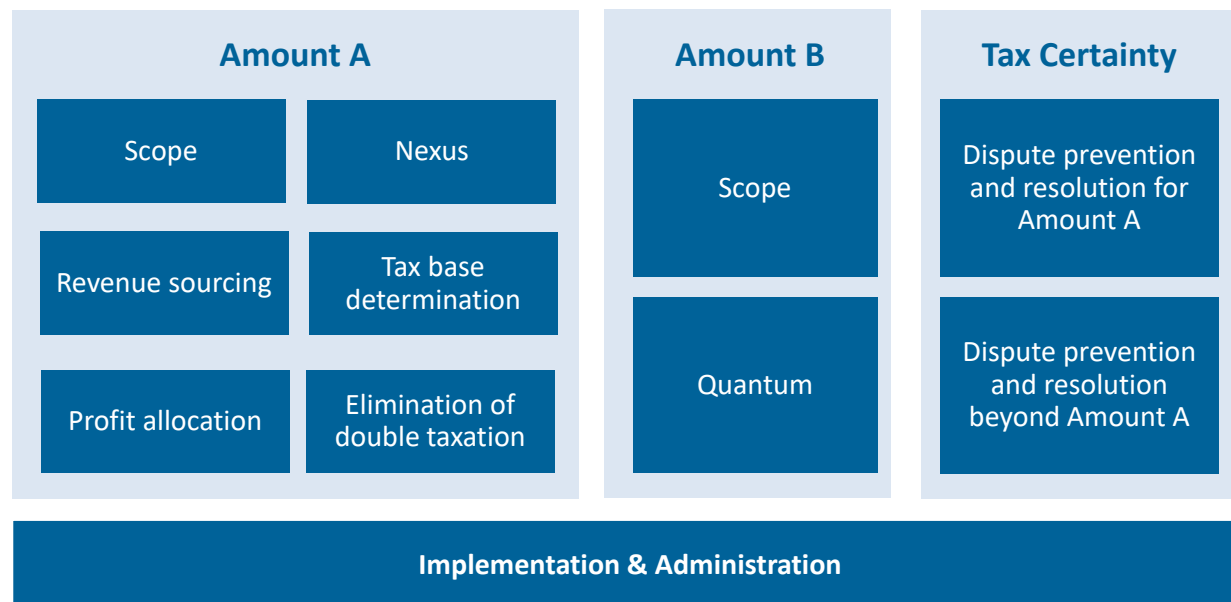 Amount A
Scope
Nexus
Revenue sourcing
Tax base
determination
Profit allocation
Elimination of
double taxation
Amount B
Scope
Quantum
Tax Certainty
Dispute prevention
and resolution for
Amount A
Dispute prevention
and resolution
beyond Amount A
Implementation & Administration